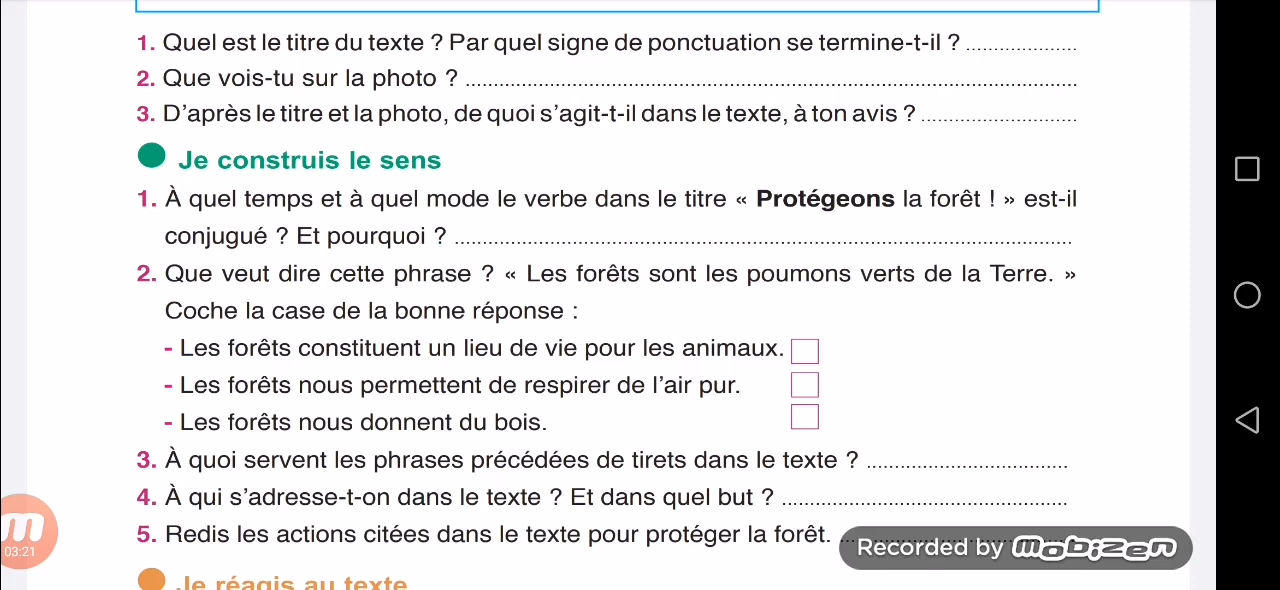 1. Quel est le titre du texte ? Par quel signe de ponctuation se termine-t-il ? ....................
2. Que vois-tu sur la photo ? ..............................................................................................................
3. D'après le titre et la photo, de quoi s'agit-t-il dans le texte, à ton avis ? ............................
Je construis le sens
1. À quel temps et à quel mode le verbe dans le titre « Protégeons la forêt ! » est-il
conjugué ? Et pourquoi ? ...............................................................................................................
2. Que veut dire cette phrase ? « Les forêts sont les poumons verts de la Terre. »
Coche la case de la bonne réponse :
- Les forêts constituent un lieu de vie pour les animaux.
- Les forêts nous permettent de respirer de l'air pur.
- Les forêts nous donnent du bois.
3. À quoi servent les phrases précédées de tirets dans le texte ? ....................................
4. À qui s'adresse-t-on dans le texte ? Et dans quel but ? ...................................................
03:21
5. Redis les actions citées dans le texte pour protéger la forêt. ..
Recorded by mobizen
Je réagis au texte